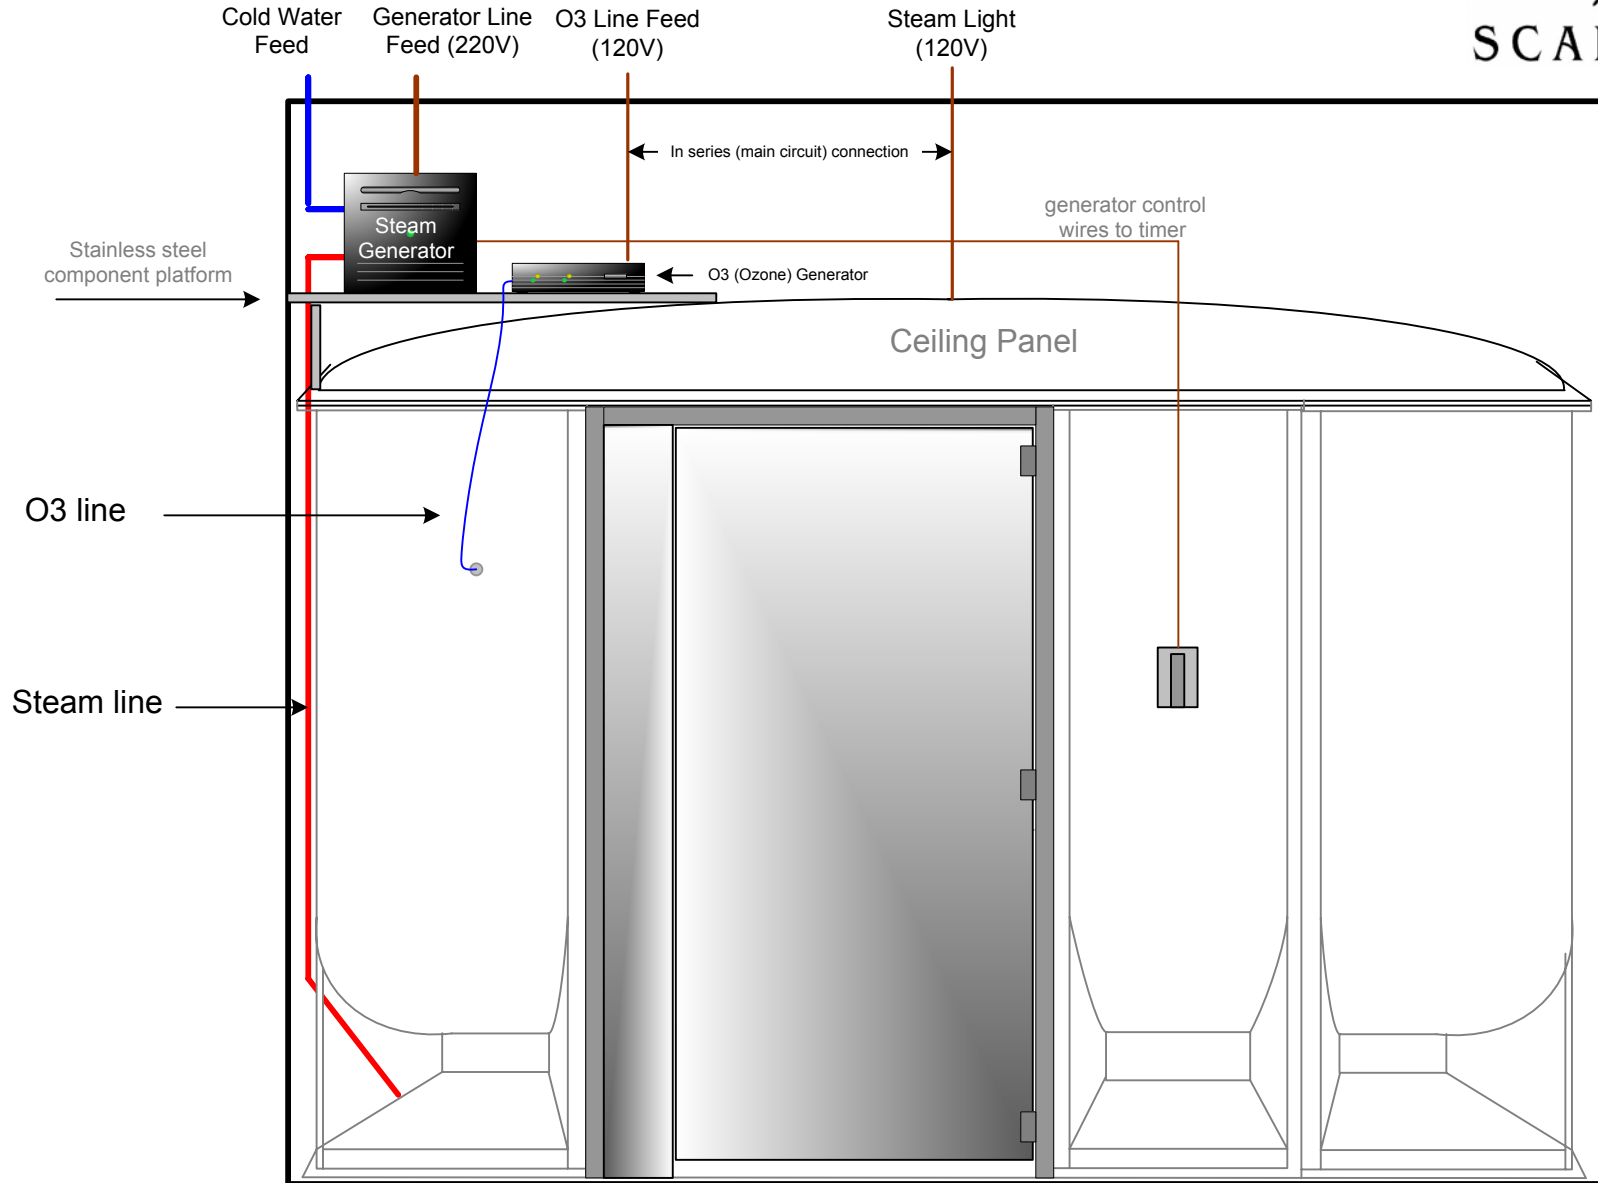 Cold Water
Feed
Generator Line
Feed (220V)
O3 Line Feed
(120V)
Steam Light
(120V)
In series (main circuit) connection
Steam
Generator
generator control
wires to timer
Stainless steel
component platform
O3 (Ozone) Generator
Ceiling Panel
O3 line
Steam line